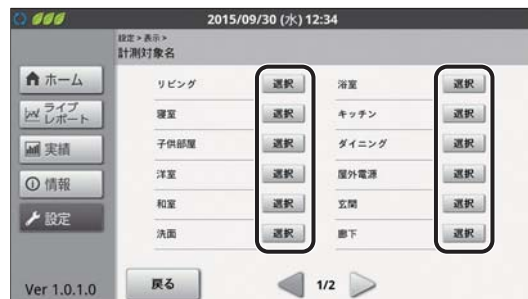 2015/09/30 (水) 12:34
設定 > 表示 >
計測対象名
ホーム
ライブ
レポート
実績
情報
設定
Ver 1.0.1.0
リビング 選択 浴室 選択
寝室 選択 キッチン 選択
子供部屋 選択 ダイニング 選択
洋室 選択 屋外電源 選択
和室 選択 玄関 選択
洗面 選択 廊下 選択
戻る 1/2